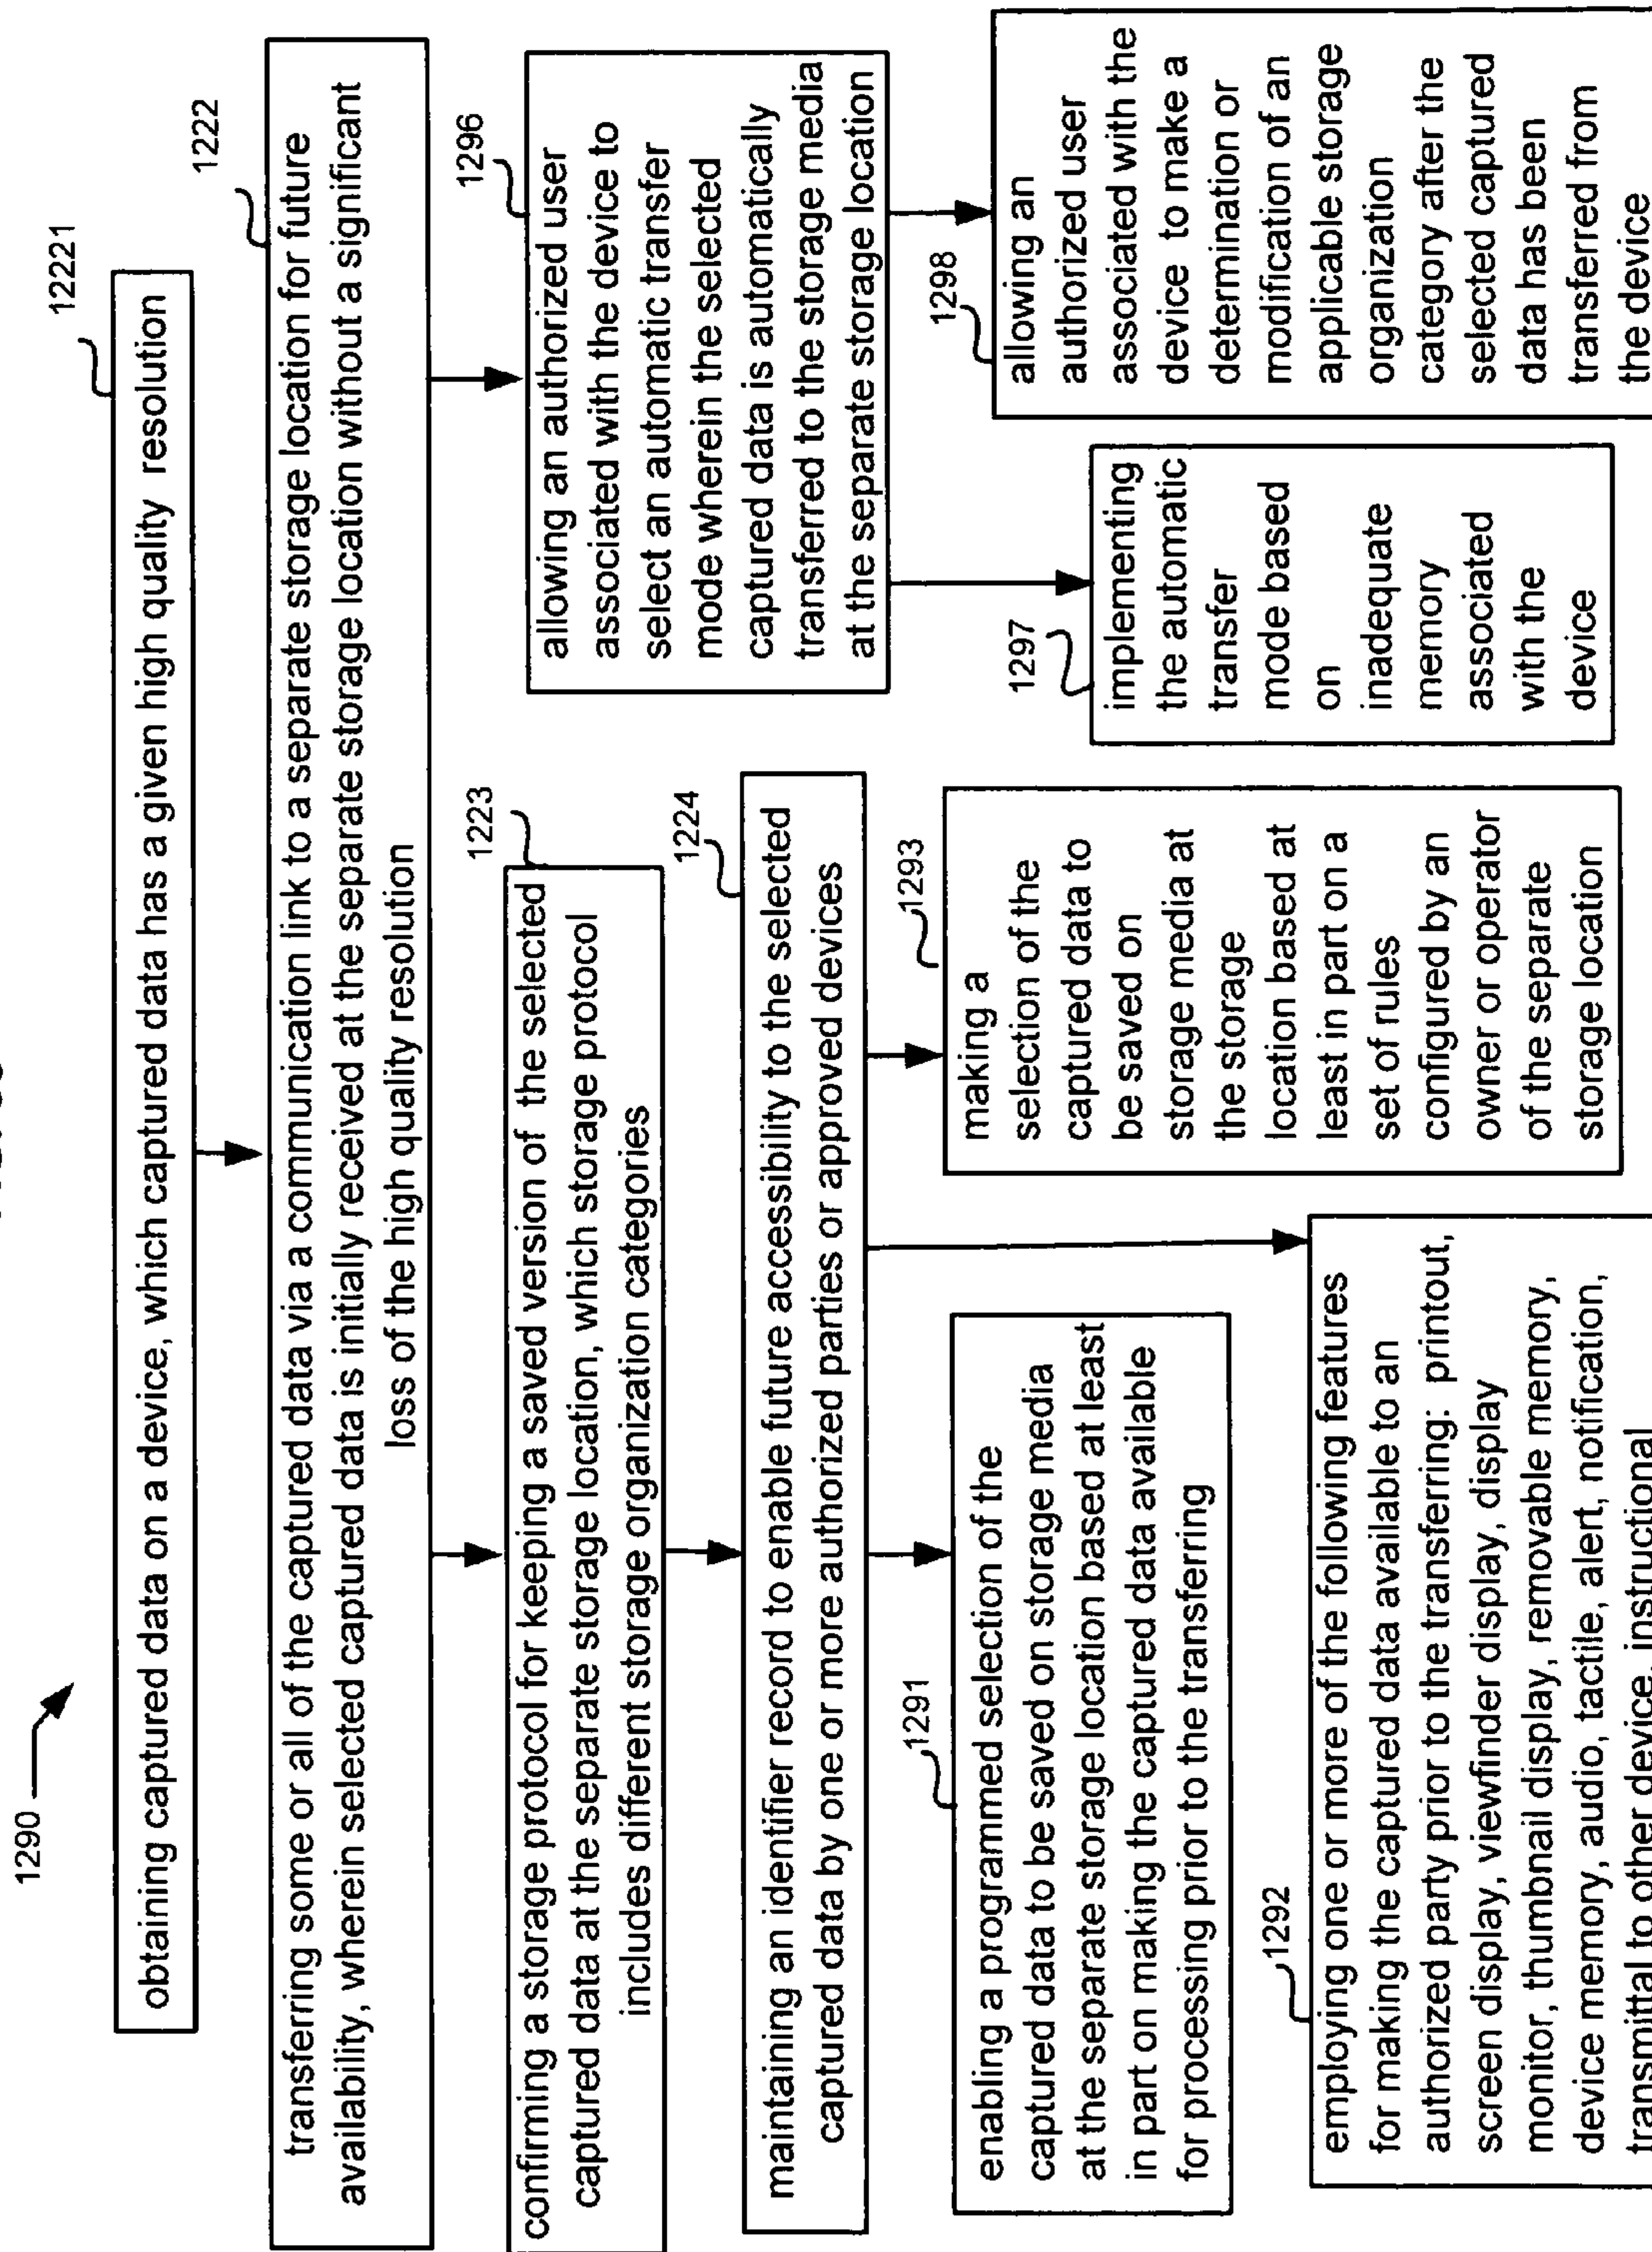 1290
12221
obtaining captured data on a device, which captured data has a given high quality resolution
1222
transferring some or all of the captured data via a communication link to a separate storage location for future
availability, wherein selected captured data is initially received at the separate storage location without a significant
loss of the high quality resolution
1223
confirming a storage protocol for keeping a saved version of the selected
captured data at the separate storage location, which storage protocol
includes different storage organization categories
1224
maintaining an identifier record to enable future accessibility to the selected
captured data by one or more authorized parties or approved devices
1291
enabling a programmed selection of the
captured data to be saved on storage media
at the separate storage location based at least
in part on making the captured data available
for processing prior to the transferring
1292
employing one or more of the following features
for making the captured data available to an
authorized party prior to the transferring: printout,
screen display, viewfinder display, display
monitor, thumbnail display, removable memory,
device memory, audio, tactile, alert, notification,
transmittal to other device, instructional
1293
making a
selection of the
captured data to
be saved on
storage media at
the storage
location based at
least in part on a
set of rules
configured by an
owner or operator
of the separate
storage location
1296
allowing an authorized user
associated with the device to
select an automatic transfer
mode wherein the selected
captured data is automatically
transferred to the storage media
at the separate storage location
1297
implementing
the automatic
transfer
mode based
on
inadequate
memory
associated
with the
device
1298
allowing an
authorized user
associated with the
device to make a
determination or
modification of an
applicable storage
organization
category after the
selected captured
data has been
transferred from
the device